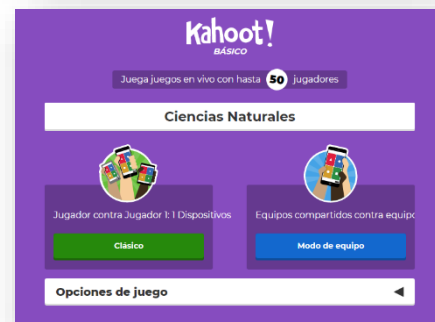 Kahoot!
BÁSICO
Juega juegos en vivo con hasta 50 jugadores
Ciencias Naturales
Jugador contra Jugador 1: 1 Dispositivos
Equipos compartidos contra equipo
Clásico
Modo de equipo
Opciones de juego